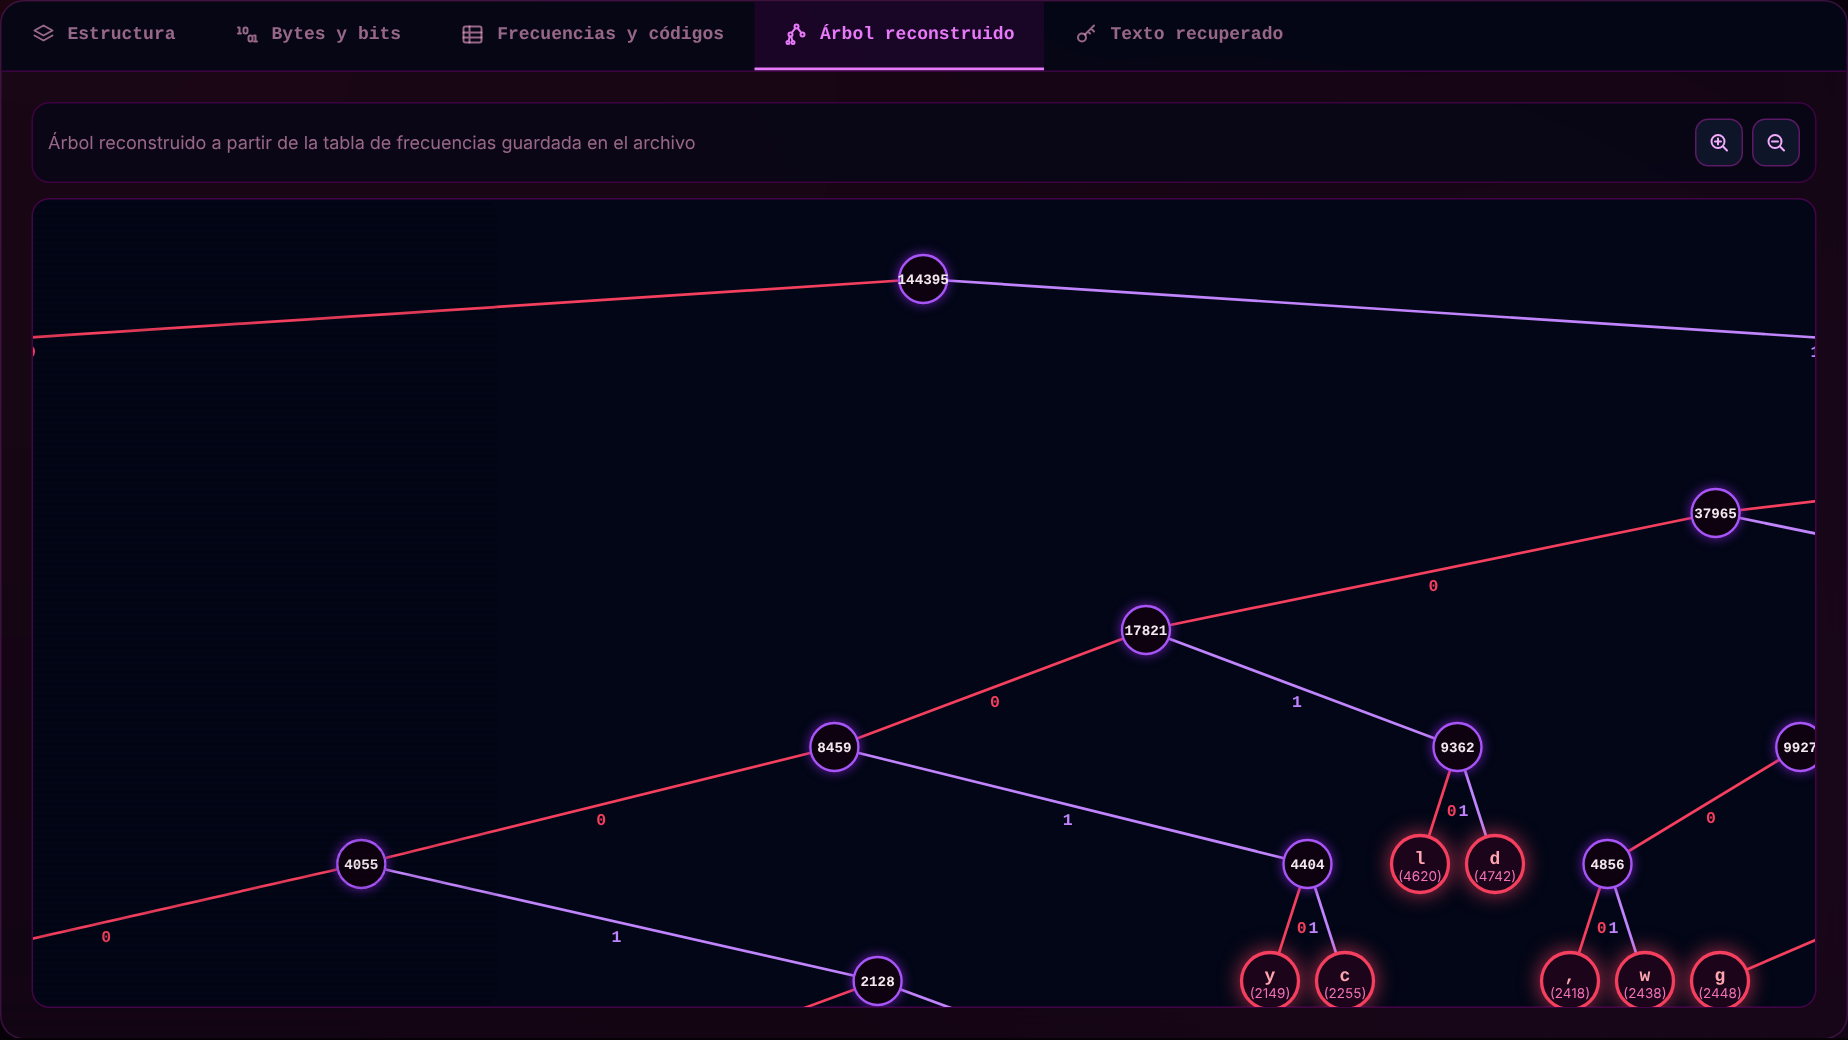 Estructura
Bytes y bits
Frecuencias y códigos
Árbol reconstruido
Texto recuperado
Árbol reconstruido a partir de la tabla de frecuencias guardada en el archivo
144395
1
37965
0
17821
0
1
8459
9362
9927
0
1
0
1
0
4055
4404
l
(4620)
d
(4742)
4856
0
1
0
1
0
1
2128
y
(2149)
c
(2255)
,
(2418)
w
(2438)
g
(2448)